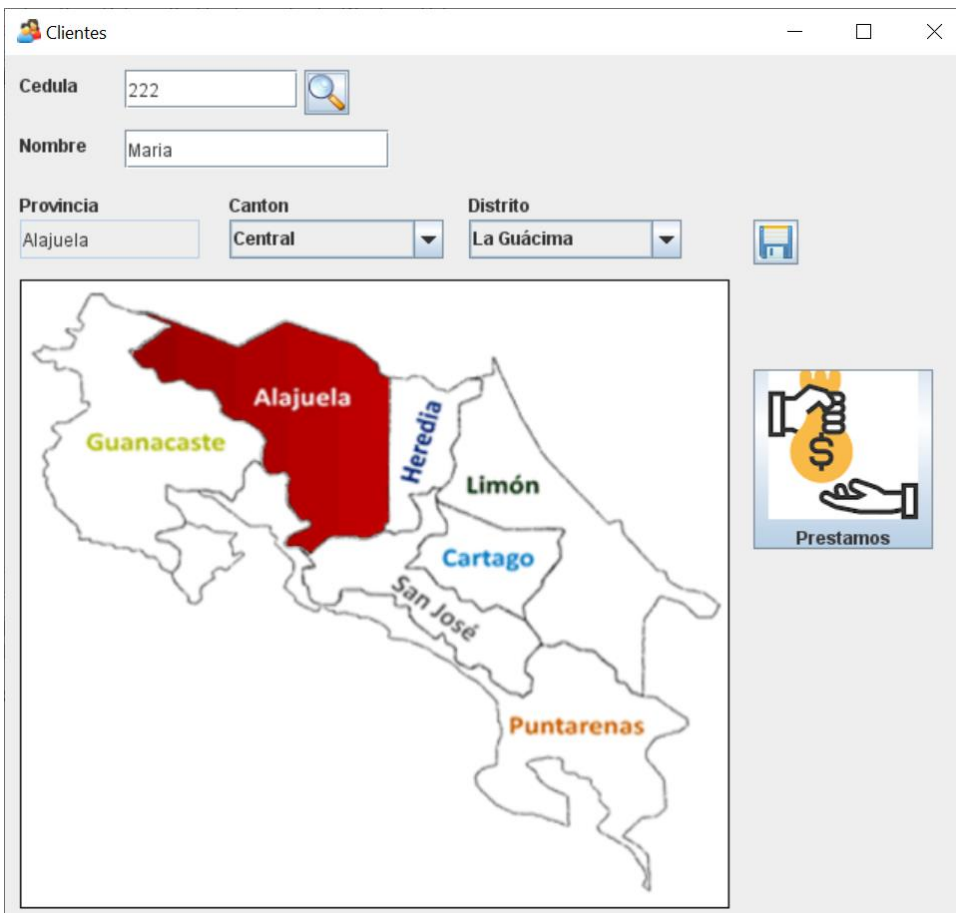 Clientes
Cedula 222
Nombre Maria
Provincia Canton Distrito
Alajuela Central La Guácima
Alajuela
Guanacaste
Heredia
Limón
Cartago
San José
Puntarenas
$
Prestamos